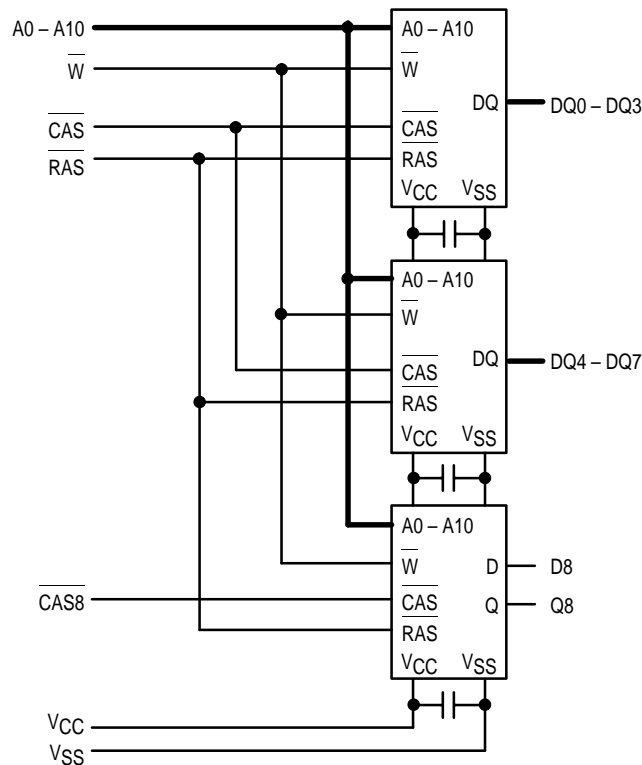 A0 – A10
A0 – A10
W
W
DQ
DQ0 – DQ3
CAS
CAS
RAS
RAS
VCC
VSS
A0 – A10
W
DQ
DQ4 – DQ7
CAS
RAS
VCC
VSS
A0 – A10
W
D
D8
CAS8
CAS
Q
Q8
RAS
VCC
VSS
VCC
VSS